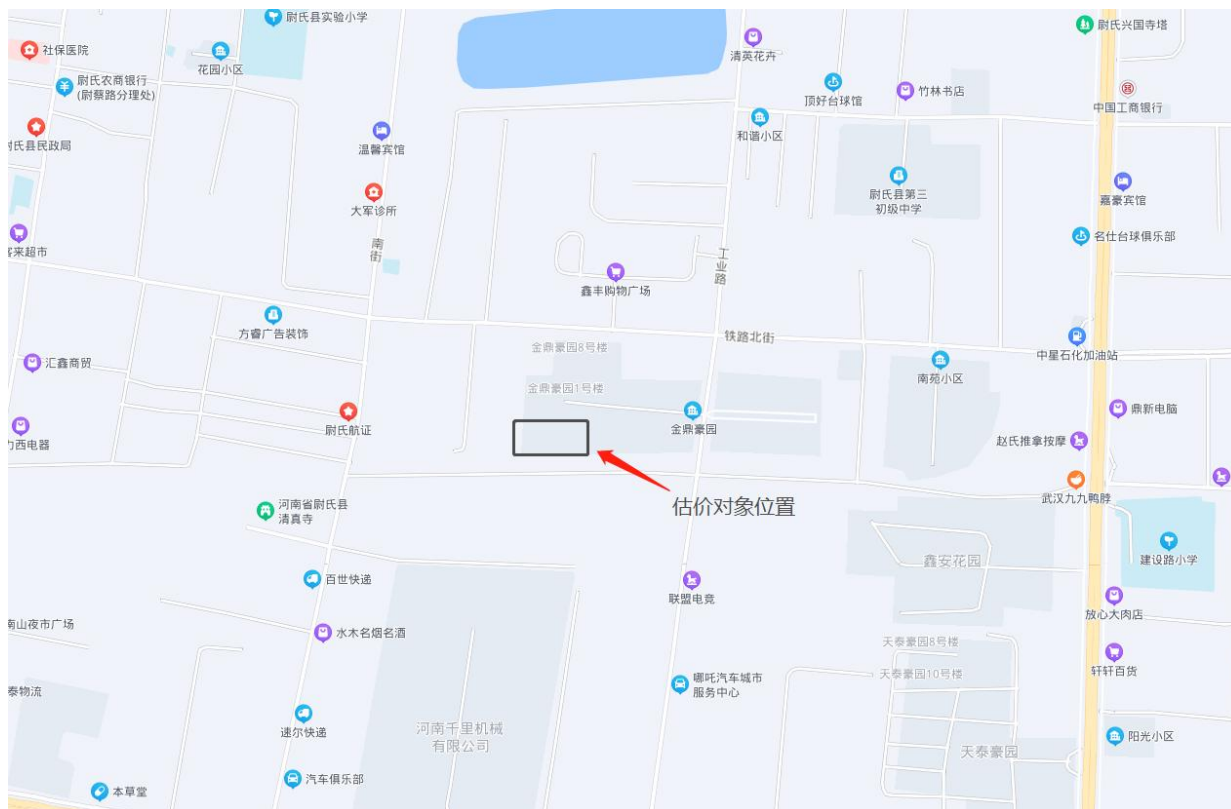 尉氏县实验小学
尉氏兴国寺塔
社保医院
清英花卉
花园小区
尉氏农商银行
(尉蔡路分理处)
顶好台球馆
竹林书店
中国工商银行
温馨宾馆
和谐小区
氏县民政局
大军诊所
尉氏县第三
初级中学
嘉豪宾馆
南街
工业路
名仕台球俱乐部
客来超市
鑫丰购物广场
方睿广告装饰
铁路北街
金鼎豪园8号楼
中星石化加油站
汇鑫商贸
南苑小区
金鼎豪园1号楼
尉氏航证
金鼎豪园
鼎新电脑
力西电器
赵氏推拿按摩
武汉九九鸭脖
估价对象位置
河南省尉氏县
清真寺
鑫安花园
建设路小学
百世快递
联盟电竞
放心大肉店
南山夜市广场
水木名烟名酒
天泰豪园8号楼
轩轩百货
天泰豪园10号楼
哪吒汽车城市
服务中心
泰物流
速尔快递
河南千里机械
有限公司
阳光小区
天泰豪园
汽车俱乐部
本草堂